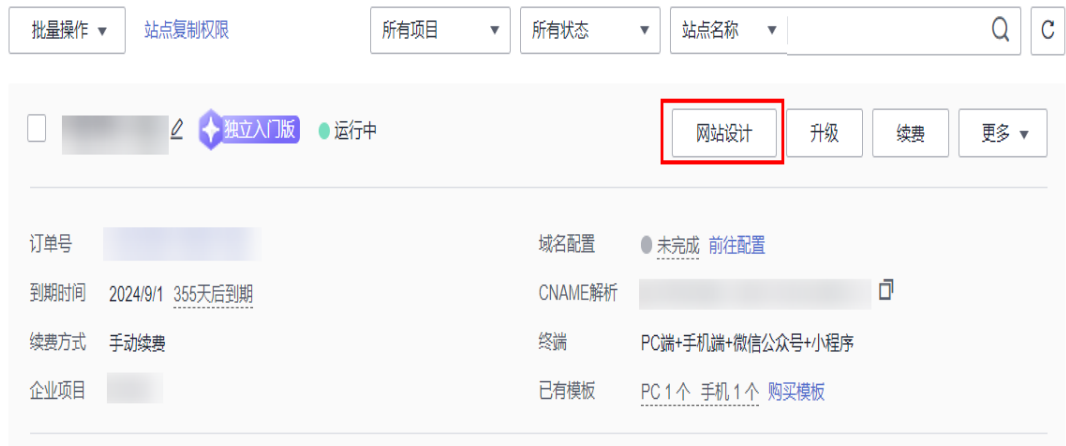 批量操作 站点复制权限 所有项目 所有状态 站点名称
独立入门版 运行中 网站设计 升级 续费 更多
订单号 域名配置 未完成 前往配置
到期时间 2024/9/1 355天后到期 CNAME解析
续费方式 手动续费 终端 PC端+手机端+微信公众号+小程序
企业项目 已有模板 PC 1 个 手机 1 个 购买模板